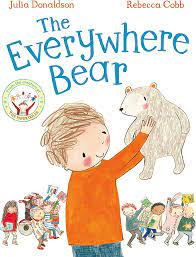 Julia Donaldson Rebecca Cobb
The
Everywhere
Bear